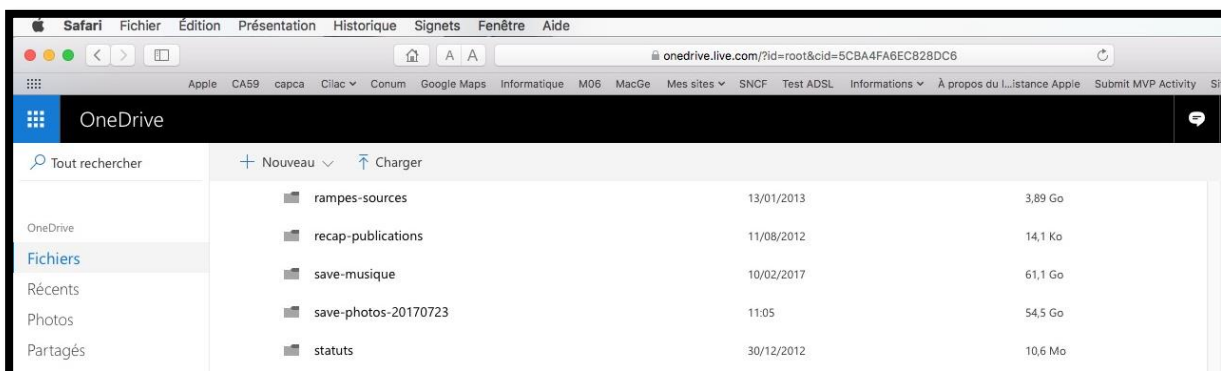 Safari Fichier Édition Présentation Historique Signets Fenêtre Aide
A A onedrive.live.com/?id=root&cid=5CBA4FA6EC828DC6
Apple CA59 capca Cilac Conum Google Maps Informatique M06 MacGe Mes sites SNCF Test ADSL Informations À propos du l...istance Apple Submit MVP Activity Si
OneDrive
Tout rechercher + Nouveau Charger
rampes-sources 13/01/2013 3,89 Go
OneDrive
recap-publications 11/08/2012 14,1 Ko
Fichiers
save-musique 10/02/2017 61,1 Go
Récents
save-photos-20170723 11:05 54,5 Go
Photos
Partagés
statuts 30/12/2012 10,6 Mo